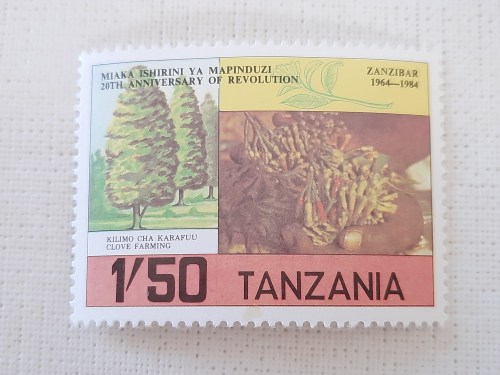 MIAKA ISHIRINI YA MAPINDUZI
20TH. ANNIVERSARY OF REVOLUTION
ZANZIBAR
1964—1984
KILIMO CHA KARAFUU
CLOVE FARMING
1/50 TANZANIA